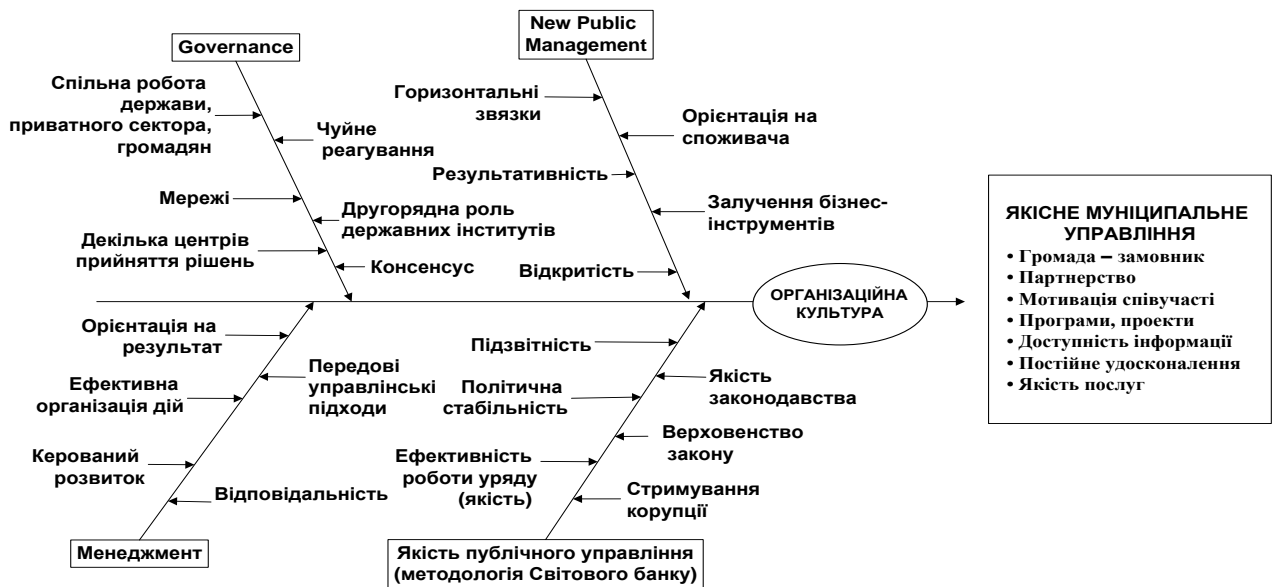 Governance
New Public
Management
Спільна робота
держави,
приватного сектора,
громадян
Чуйне
реагування
Мережі
Другорядна роль
державних інститутів
Декілька центрів
прийняття рішень
Консенсус
Горизонтальні
звязки
Орієнтація на
споживача
Результативність
Залучення бізнес-
інструментів
Відкритість
ОРГАНІЗАЦІЙНА
КУЛЬТУРА
ЯКІСНЕ МУНІЦИПАЛЬНЕ
УПРАВЛІННЯ
• Громада – замовник
• Партнерство
• Мотивація співучасті
• Програми, проекти
• Доступність інформації
• Постійне удосконалення
• Якість послуг
Орієнтація на
результат
Передові
управлінські
підходи
Ефективна
організація дій
Керований
розвиток
Відповідальність
Менеджмент
Підзвітність
Якість
законодавства
Політична
стабільність
Верховенство
закону
Ефективність
роботи уряду
(якість)
Стримування
корупції
Якість публічного управління
(методологія Світового банку)